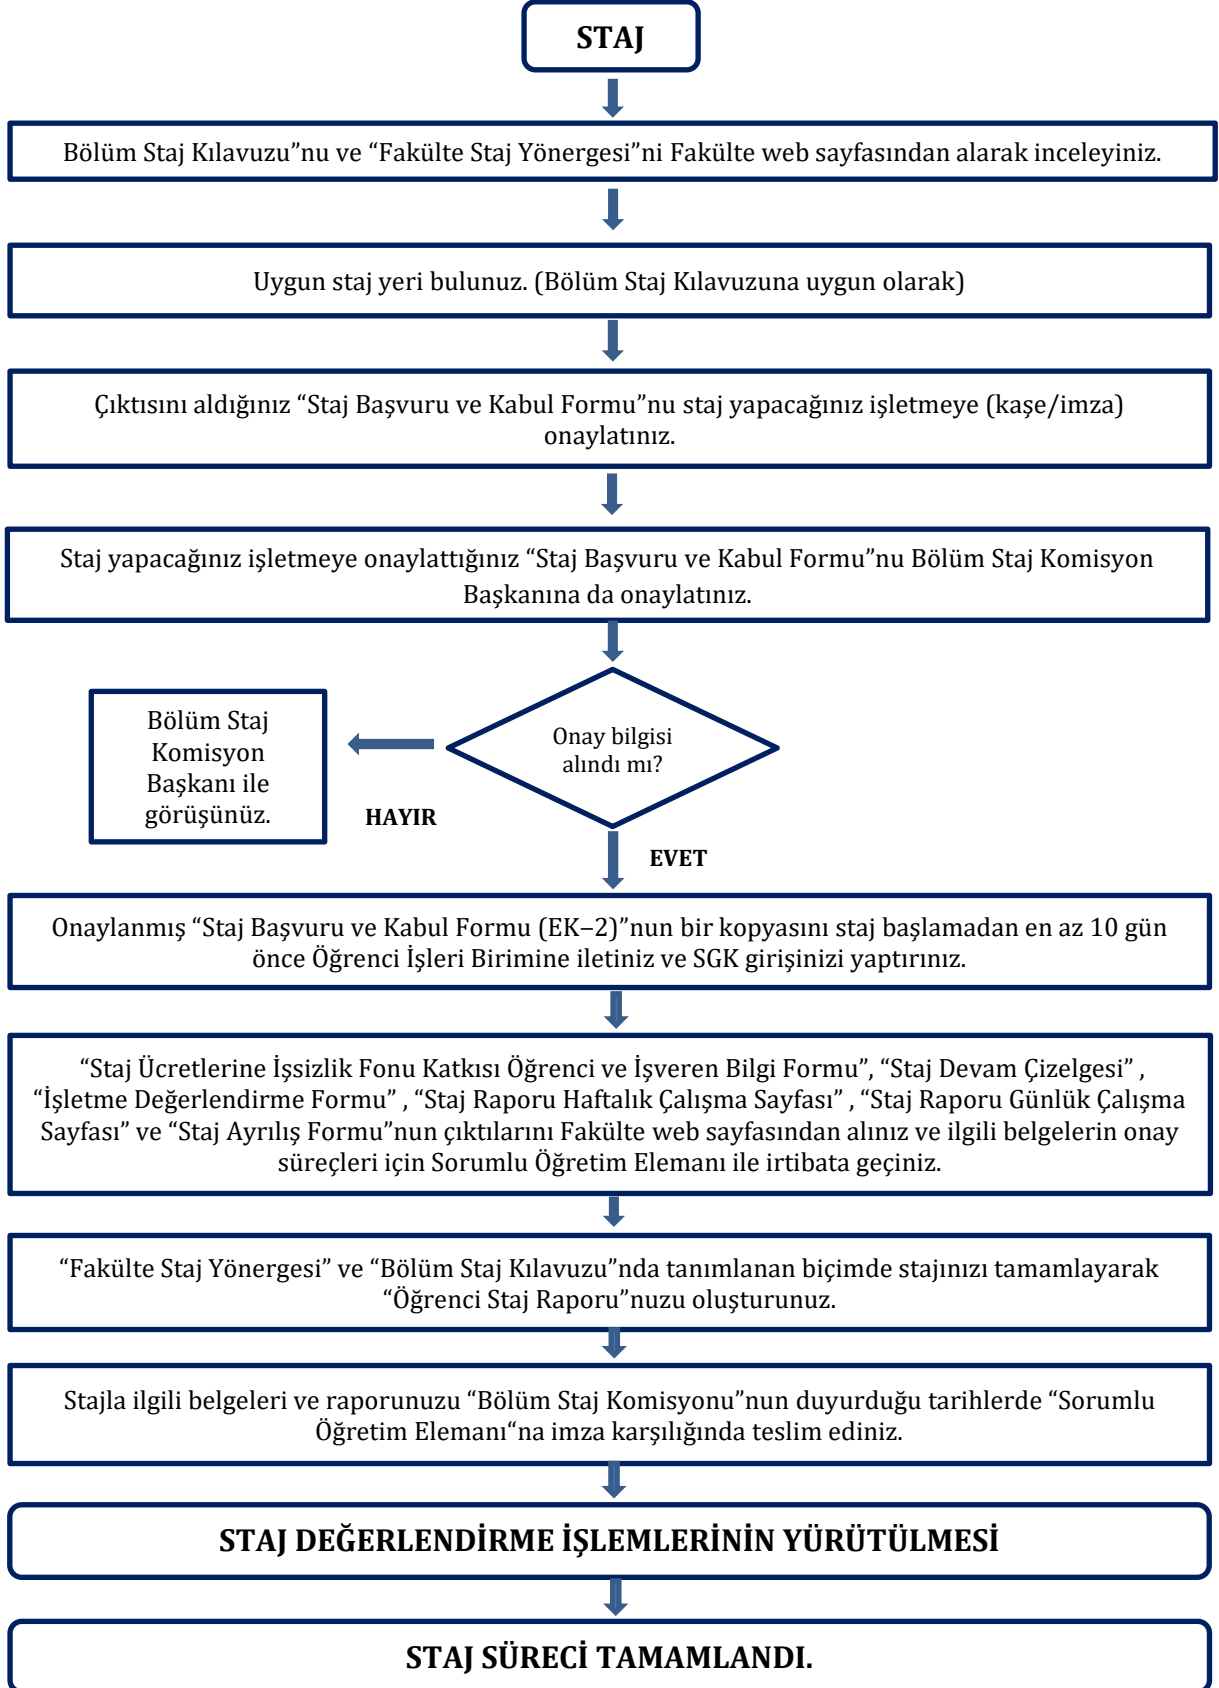 STAJ
Bölüm Staj Kılavuzu”nu ve “Fakülte Staj Yönergesi”ni Fakülte web sayfasından alarak inceleyiniz.
Uygun staj yeri bulunuz. (Bölüm Staj Kılavuzuna uygun olarak)
Çıktısını aldığınız “Staj Başvuru ve Kabul Formu”nu staj yapacağınız işletmeye (kaşe/imza)
onaylatınız.
Staj yapacağınız işletmeye onaylattığınız “Staj Başvuru ve Kabul Formu”nu Bölüm Staj Komisyon
Başkanına da onaylatınız.
Onay bilgisi
alındı mı?
Bölüm Staj
Komisyon
Başkanı ile
görüşünüz.
HAYIR
EVET
Onaylanmış “Staj Başvuru ve Kabul Formu (EK–2)”nun bir kopyasını staj başlamadan en az 10 gün
önce Öğrenci İşleri Birimine iletiniz ve SGK girişinizi yaptırınız.
“Staj Ücretlerine İşsizlik Fonu Katkısı Öğrenci ve İşveren Bilgi Formu”, “Staj Devam Çizelgesi” ,
“İşletme Değerlendirme Formu” , “Staj Raporu Haftalık Çalışma Sayfası” , “Staj Raporu Günlük Çalışma
Sayfası” ve “Staj Ayrılış Formu”nun çıktılarını Fakülte web sayfasından alınız ve ilgili belgelerin onay
süreçleri için Sorumlu Öğretim Elemanı ile irtibata geçiniz.
“Fakülte Staj Yönergesi” ve “Bölüm Staj Kılavuzu”nda tanımlanan biçimde stajınızı tamamlayarak
“Öğrenci Staj Raporu”nuzu oluşturunuz.
Stajla ilgili belgeleri ve raporunuzu “Bölüm Staj Komisyonu”nun duyurduğu tarihlerde “Sorumlu
Öğretim Elemanı“na imza karşılığında teslim ediniz.
STAJ DEĞERLENDİRME İŞLEMLERİNİN YÜRÜTÜLMESİ
STAJ SÜRECİ TAMAMLANDI.